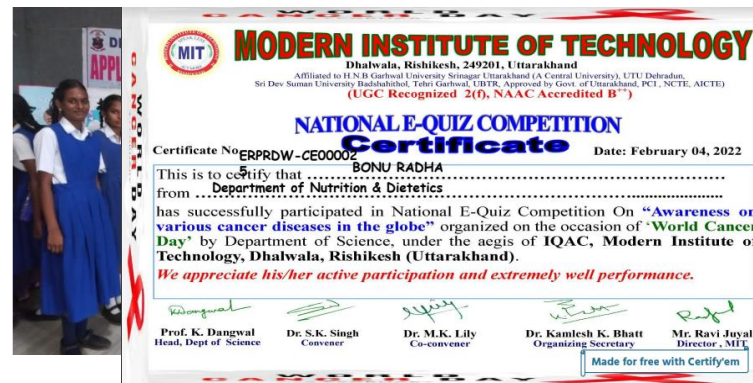 DE
APPL
WORLD CANCER DAY
MIT
MODERN INSTITUTE OF TECHNOLOGY
Dhalwala, Rishikesh, 249201, Uttarakhand
Affiliated to H.N.B Garhwal University Srinagar Uttarakhand (A Central University), UTU Dehradun,
Sri Dev Suman University Badshahithol, Tehri Garhwal, UBTR, Approved by Govt. of Uttarakhand, PCI , NCTE, AICTE)
(UGC Recognized 2(f), NAAC Accredited B++)
NATIONAL E-QUIZ COMPETITION
Certificate
Certificate No ERPRDW-CE00002
5
Date: February 04, 2022
This is to certify that BONU RADHA
from Department of Nutrition & Dietetics
has successfully participated in National E-Quiz Competition On “Awareness on
various cancer diseases in the globe” organized on the occasion of ‘World Cancer
Day’ by Department of Science, under the aegis of IQAC, Modern Institute of
Technology, Dhalwala, Rishikesh (Uttarakhand).
We appreciate his/her active participation and extremely well performance.
Prof. K. Dangwal
Head, Dept of Science
Dr. S.K. Singh
Convener
Dr. M.K. Lily
Co-convener
Dr. Kamlesh K. Bhatt
Organizing Secretary
Mr. Ravi Juyal
Director , MIT
Made for free with Certify'em
WORLD CANCER DAY